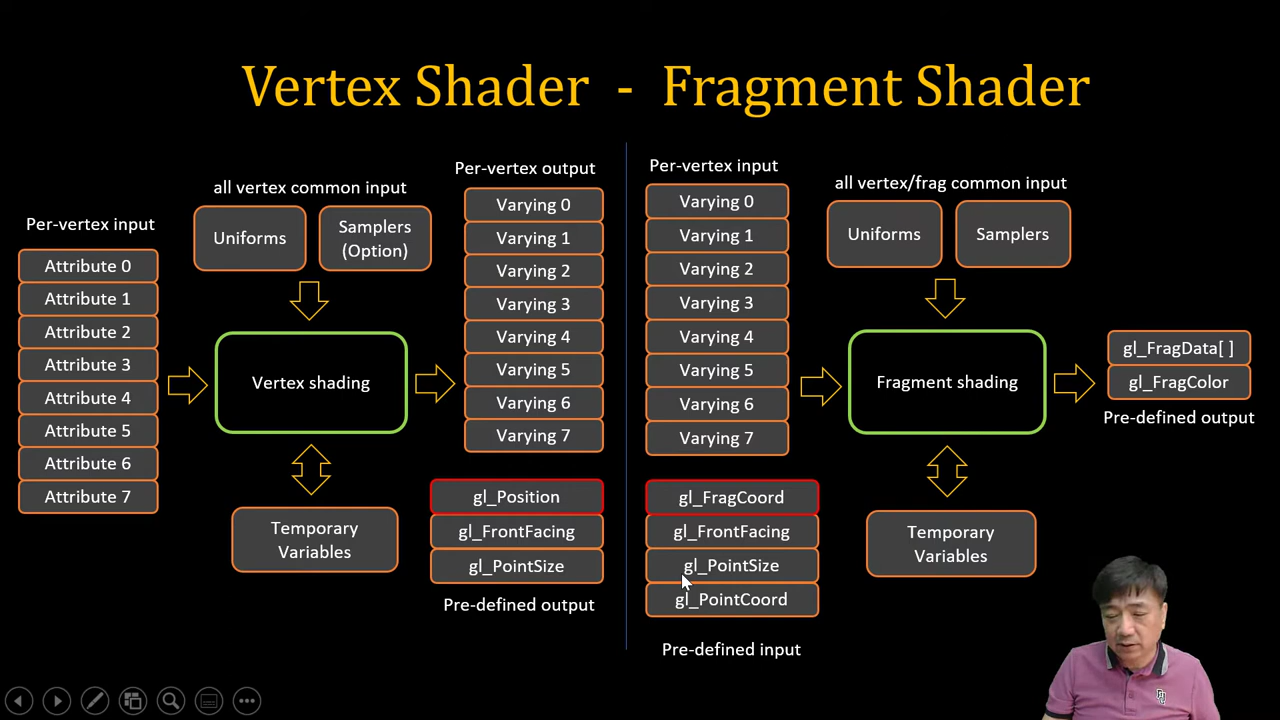 Vertex Shader - Fragment Shader
Per-vertex input
Attribute 0
Attribute 1
Attribute 2
Attribute 3
Attribute 4
Attribute 5
Attribute 6
Attribute 7
all vertex common input
Uniforms
Samplers
(Option)
Vertex shading
Temporary
Variables
Per-vertex output
Varying 0
Varying 1
Varying 2
Varying 3
Varying 4
Varying 5
Varying 6
Varying 7
gl_Position
gl_FrontFacing
gl_PointSize
Pre-defined output
Per-vertex input
Varying 0
Varying 1
Varying 2
Varying 3
Varying 4
Varying 5
Varying 6
Varying 7
gl_FragCoord
gl_FrontFacing
gl_PointSize
gl_PointCoord
Pre-defined input
all vertex/frag common input
Uniforms
Samplers
Fragment shading
Temporary
Variables
gl_FragData[ ]
gl_FragColor
Pre-defined output